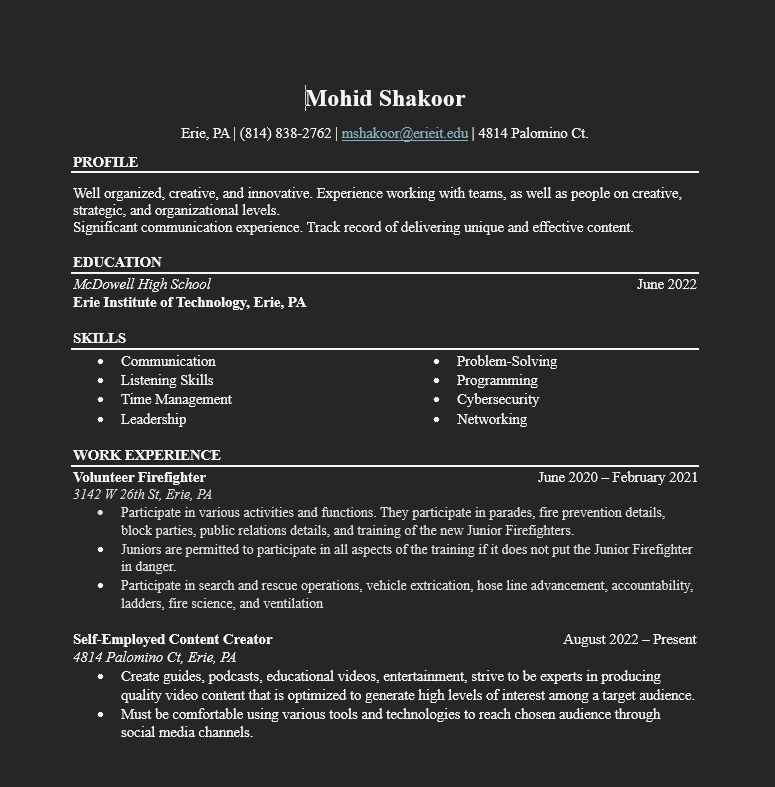 Mohid Shakoor
Erie, PA | (814) 838-2762 | mshakoor@erieit.edu | 4814 Palomino Ct.
PROFILE
Well organized, creative, and innovative. Experience working with teams, as well as people on creative,
strategic, and organizational levels.
Significant communication experience. Track record of delivering unique and effective content.
EDUCATION
McDowell High School June 2022
Erie Institute of Technology, Erie, PA
SKILLS
• Communication
• Listening Skills
• Time Management
• Leadership
• Problem-Solving
• Programming
• Cybersecurity
• Networking
WORK EXPERIENCE
Volunteer Firefighter June 2020 – February 2021
3142 W 26th St, Erie, PA
• Participate in various activities and functions. They participate in parades, fire prevention details,
block parties, public relations details, and training of the new Junior Firefighters.
• Juniors are permitted to participate in all aspects of the training if it does not put the Junior Firefighter
in danger.
• Participate in search and rescue operations, vehicle extrication, hose line advancement, accountability,
ladders, fire science, and ventilation
Self-Employed Content Creator August 2022 – Present
4814 Palomino Ct, Erie, PA
• Create guides, podcasts, educational videos, entertainment, strive to be experts in producing
quality video content that is optimized to generate high levels of interest among a target audience.
• Must be comfortable using various tools and technologies to reach chosen audience through
social media channels.